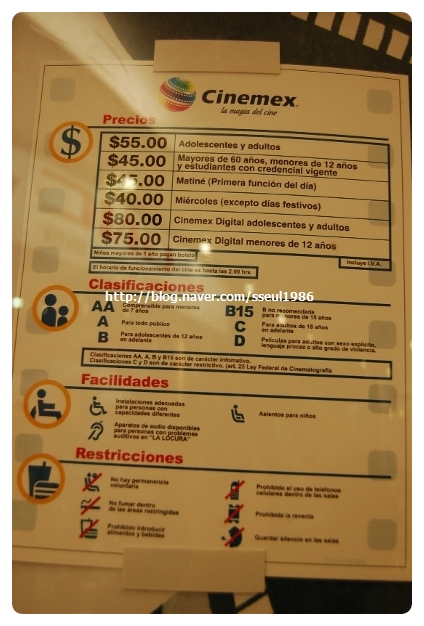 Cinemex
la magia del cine
Precios
$55.00 Adolescentes y adultos
$45.00 Mayores de 60 años, menores de 12 años
y estudiantes con credencial vigente
$45.00 Matiné (Primera función del día)
$40.00 Miércoles (excepto días festivos)
$80.00 Cinemex Digital adolescentes y adultos
$75.00 Cinemex Digital menores de 12 años
Niños mayores de 1 año pagan boleto
Incluye I.V.A.
El horario de funcionamiento del cine es hasta las 2:00 hrs.
Clasificaciones
http://blog.naver.com/sseul1986
AA Comprensible para menores
de 7 años
A Para todo público
B Para adolescentes de 12 años
en adelante
B15 B no recomendada
para menores de 15 años
C Para adultos de 18 años
en adelante
D Películas para adultos con sexo explícito,
lenguaje procaz o alto grado de violencia.
Clasificaciones AA, A, B y B15 son de carácter informativo.
Clasificaciones C y D son de carácter restrictivo. (art. 25 Ley Federal de Cinematografía
Facilidades
Instalaciones adecuadas
para personas con
capacidades diferentes
Asientos para niños
Aparatos de audio disponibles
para personas con problemas
auditivos en "LA LOCURA"
Restricciones
No hay permanencia
voluntaria
No fumar dentro
de las áreas restringidas
Prohibido introducir
alimentos y bebidas
Prohibido el uso de teléfonos
celulares dentro de las salas
Prohibida la reventa
Guardar silencio en las salas